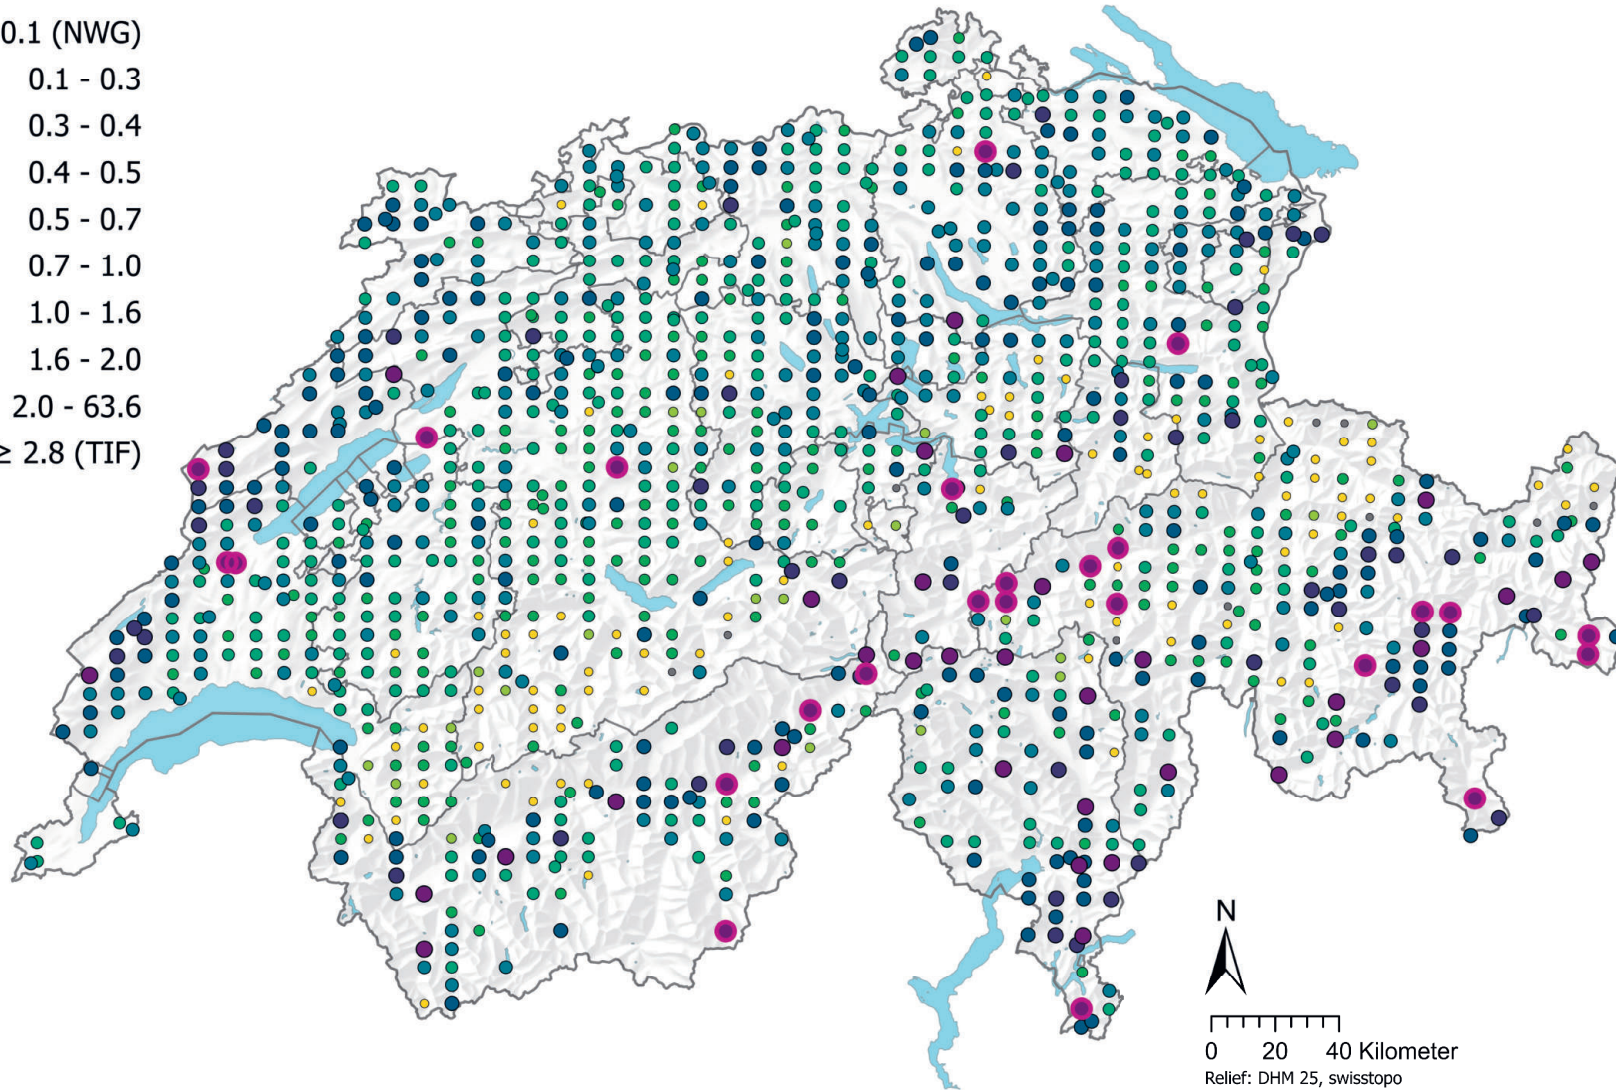 0.1 (NWG)
0.1 - 0.3
0.3 - 0.4
0.4 - 0.5
0.5 - 0.7
0.7 - 1.0
1.0 - 1.6
1.6 - 2.0
2.0 - 63.6
≥ 2.8 (TIF)
N
0 20 40 Kilometer
Relief: DHM 25, swisstopo